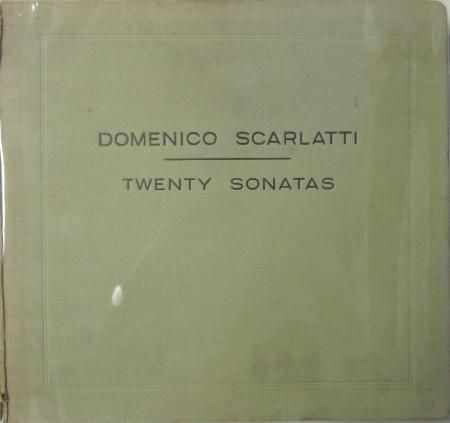 DOMENICO SCARLATTI
TWENTY SONATAS